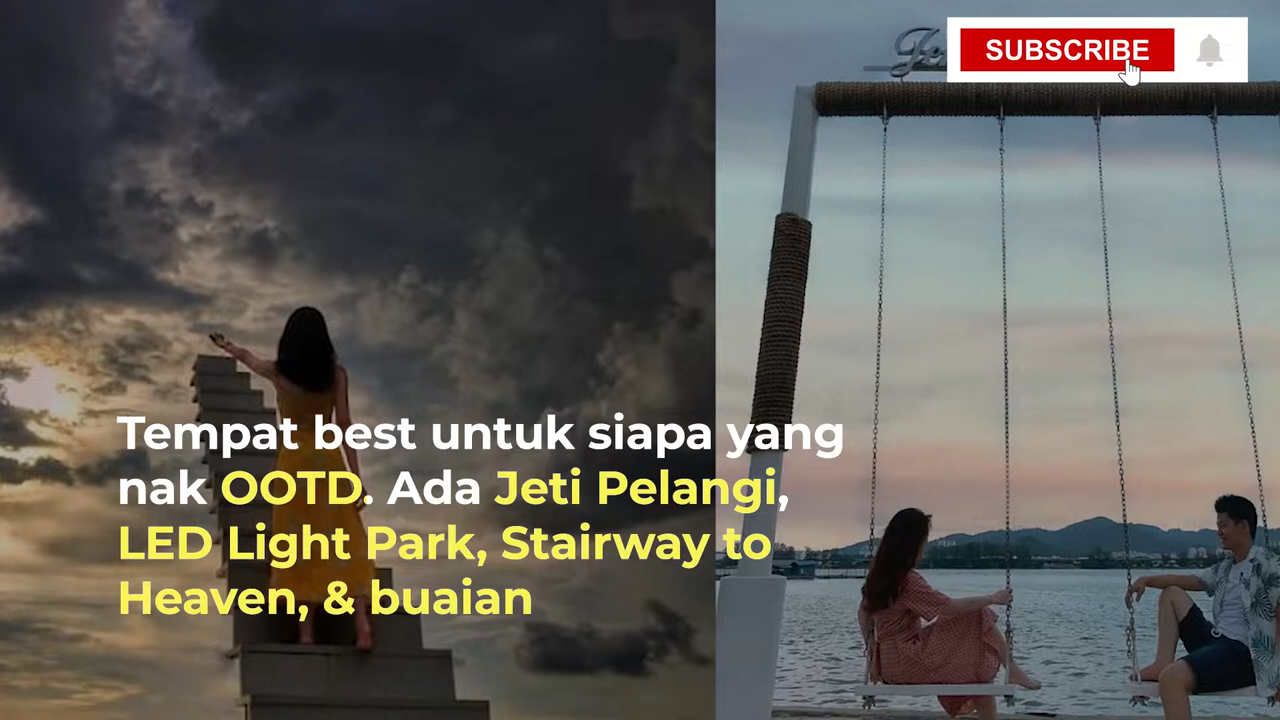 SUBSCRIBE
Tempat best untuk siapa yang
nak OOTD. Ada Jeti Pelangi,
LED Light Park, Stairway to
Heaven, & buaian